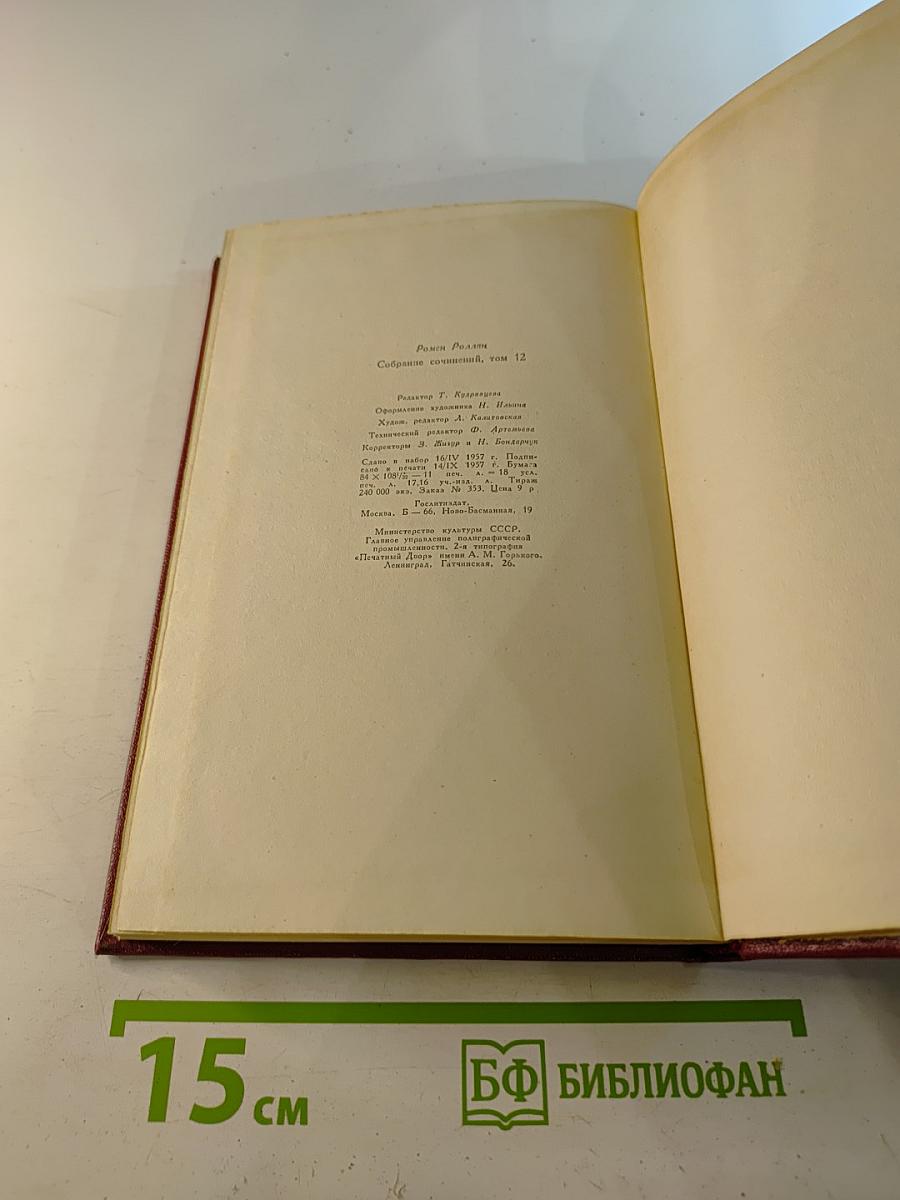 Ромен Роллан
Собрание сочинений, том 12
Редактор Т. Кудрявцева
Оформление художника Н. Ильина
Худож. редактор Л. Калитовская
Технический редактор Ф. Артемьева
Корректоры З. Жигур и Н. Бондарчук
Сдано в набор 16/IV 1957 г. Подпи-
сано к печати 14/IX 1957 г. Бумага
84 × 108¹/₃₂ — 11 печ. л. = 18 усл.
печ. л. 17,16 уч.-изд. л. Тираж
240 000 экз. Заказ № 353. Цена 9 р.
Гослитиздат,
Москва, Б — 66, Ново-Басманная, 19
Министерство культуры СССР.
Главное управление полиграфической
промышленности. 2-я типография
«Печатный Двор» имени А. М. Горького.
Ленинград, Гатчинская, 26.
15 см
БФ БИБЛИОФАН